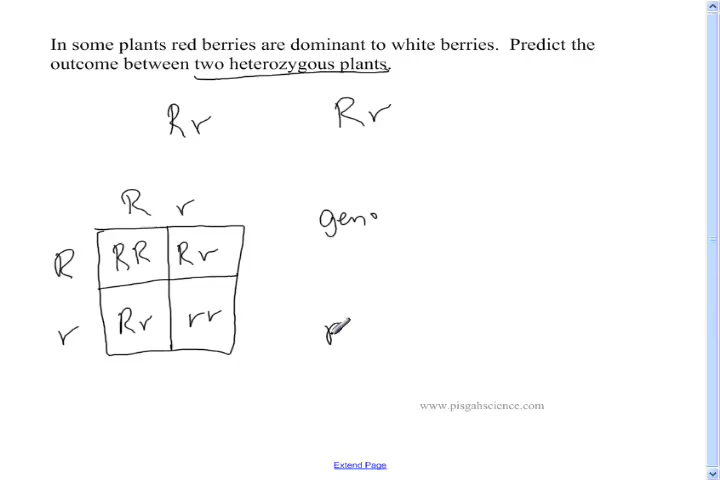 In some plants red berries are dominant to white berries.  Predict the
outcome between two heterozygous plants.
Rr Rr
R r
R RR Rr
r Rr rr
geno
www.pisgahscience.com
Extend Page